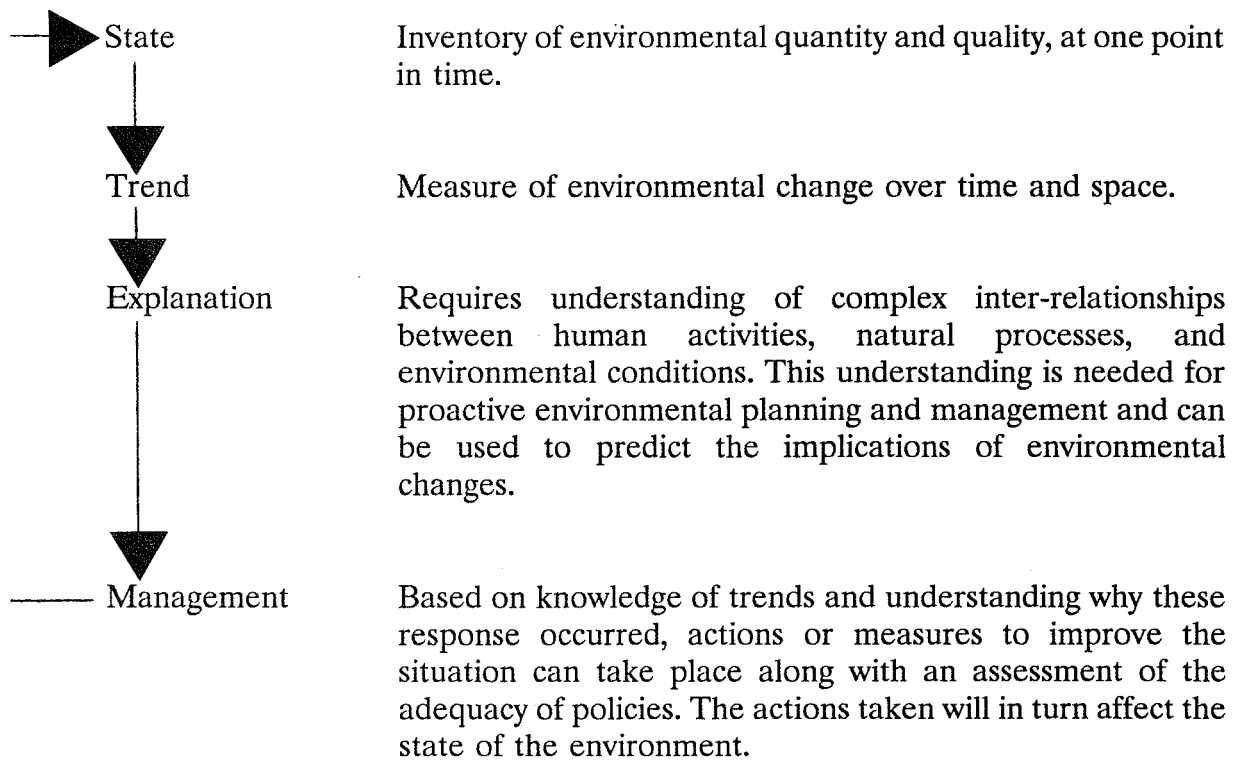 State
Inventory of environmental quantity and quality, at one point
in time.
Trend
Measure of environmental change over time and space.
Explanation
Requires understanding of complex inter-relationships
between human activities, natural processes, and
environmental conditions. This understanding is needed for
proactive environmental planning and management and can
be used to predict the implications of environmental
changes.
Management
Based on knowledge of trends and understanding why these
response occurred, actions or measures to improve the
situation can take place along with an assessment of the
adequacy of policies. The actions taken will in turn affect the
state of the environment.